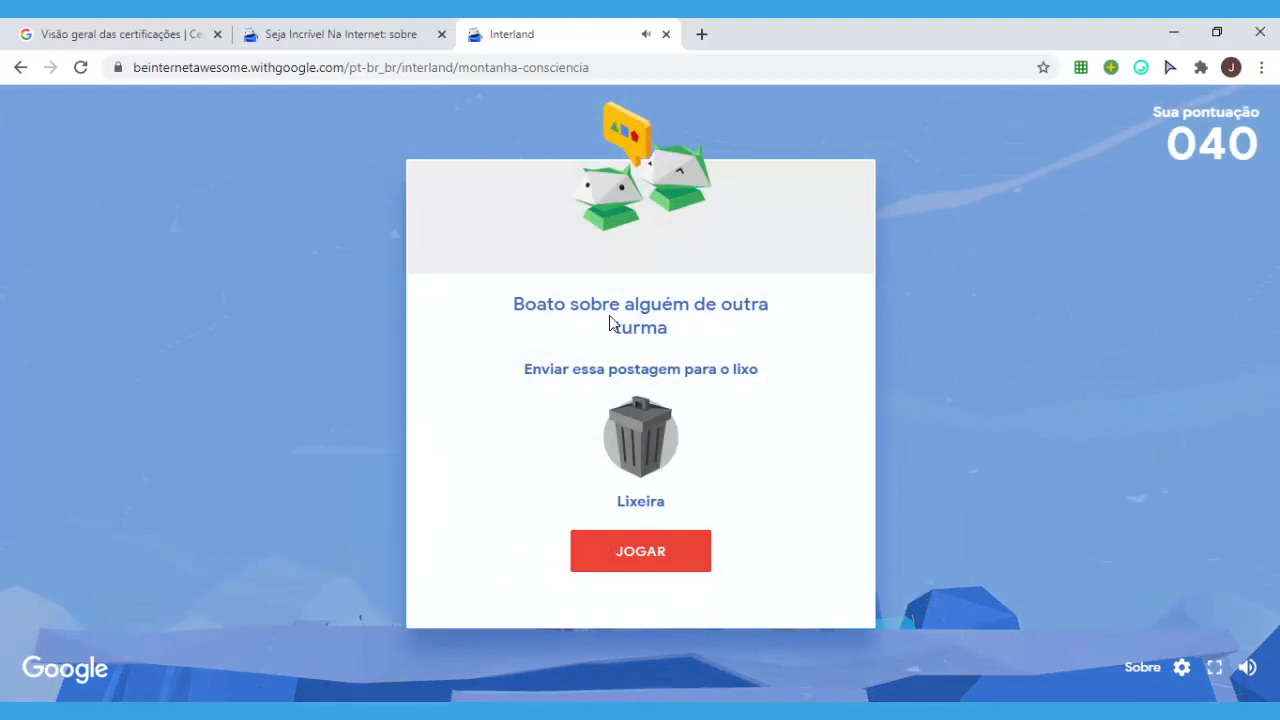 Visão geral das certificações | Ce
Seja Incrível Na Internet: sobre
Interland
beinternetawesome.withgoogle.com/pt-br_br/interland/montanha-consciencia
J
Sua pontuação
040
Boato sobre alguém de outra
turma
Enviar essa postagem para o lixo
Lixeira
JOGAR
Google
Sobre